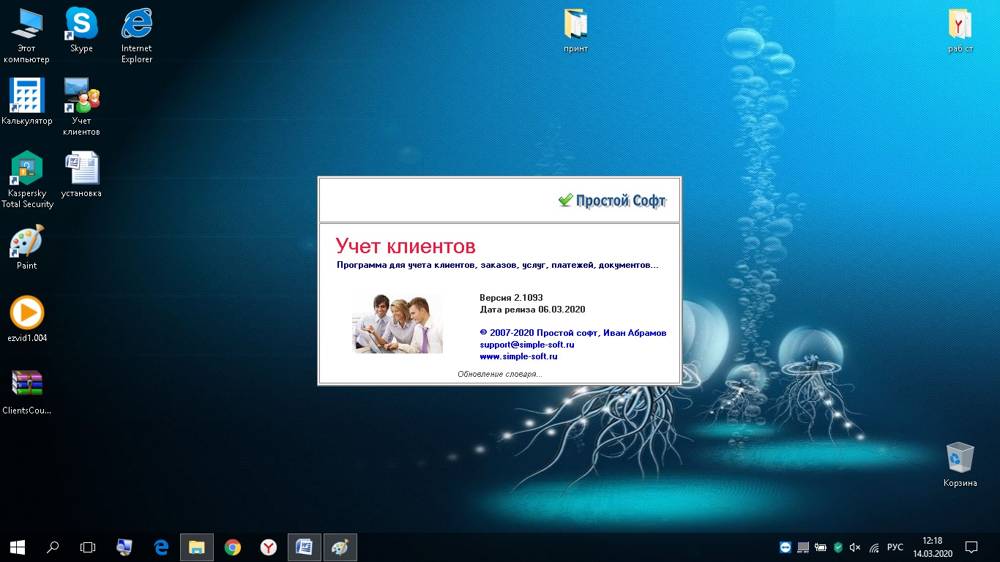 Этот
компьютер
Skype
Internet
Explorer
принт
раб ст
Калькулятор
Учет
клиентов
Kaspersky
Total Security
установка
Paint
ezvid1.004
ClientsCou...
Простой Софт
Учет клиентов
Программа для учета клиентов, заказов, услуг, платежей, документов...
Версия 2.1093
Дата релиза 06.03.2020
© 2007-2020 Простой софт, Иван Абрамов
support@simple-soft.ru
www.simple-soft.ru
Обновление словаря...
Корзина
РУС
12:18
14.03.2020